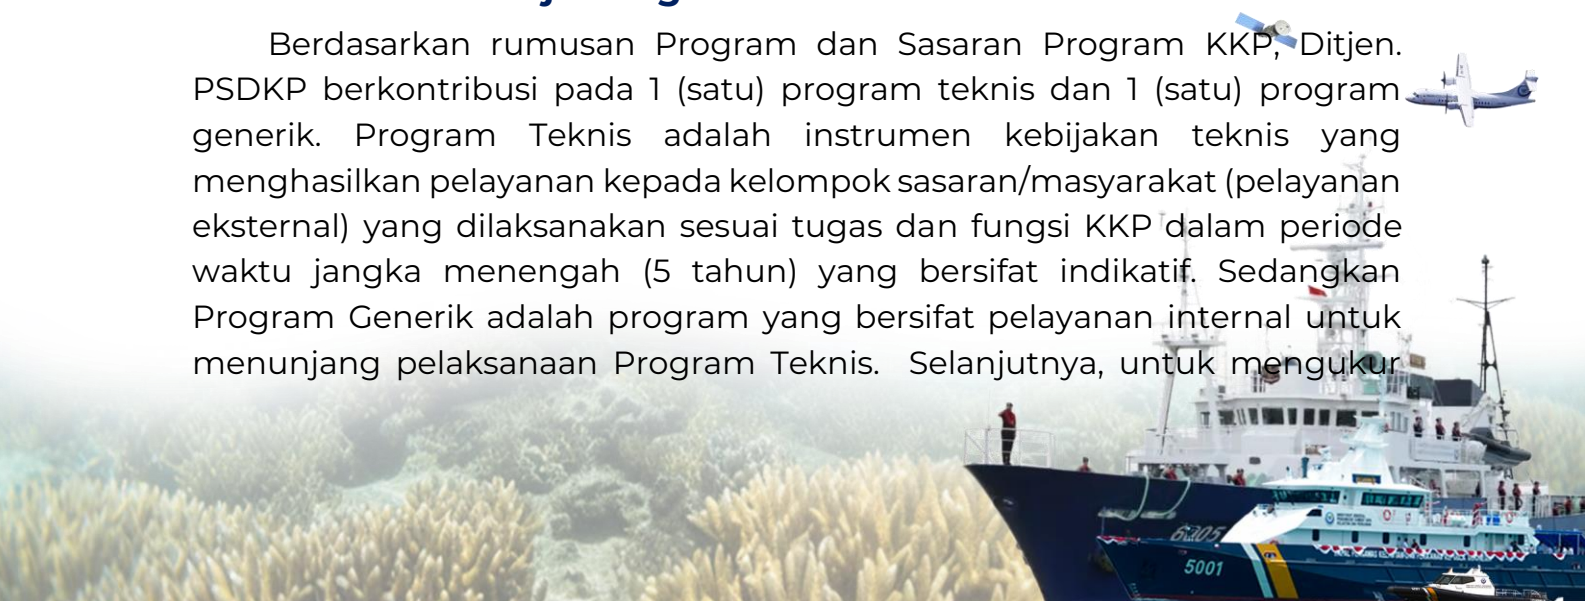 Berdasarkan rumusan Program dan Sasaran Program KKP, Ditjen.
PSDKP berkontribusi pada 1 (satu) program teknis dan 1 (satu) program
generik. Program Teknis adalah instrumen kebijakan teknis yang
menghasilkan pelayanan kepada kelompok sasaran/masyarakat (pelayanan
eksternal) yang dilaksanakan sesuai tugas dan fungsi KKP dalam periode
waktu jangka menengah (5 tahun) yang bersifat indikatif. Sedangkan
Program Generik adalah program yang bersifat pelayanan internal untuk
menunjang pelaksanaan Program Teknis. Selanjutnya, untuk mengukur
5001